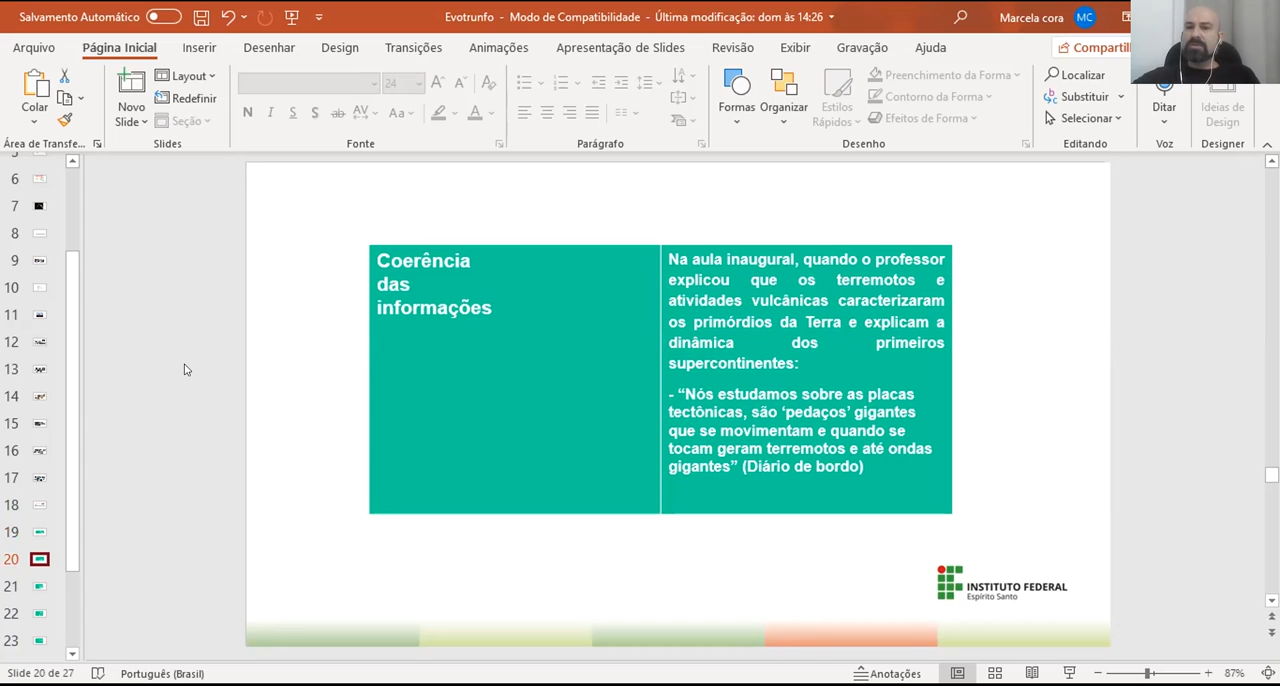 Salvamento Automático
Evotrunfo - Modo de Compatibilidade - Última modificação: dom às 14:26
Marcela cora MC
Arquivo Página Inicial Inserir Desenhar Design Transições Animações Apresentação de Slides Revisão Exibir Gravação Ajuda Compartil
Colar
Novo
Slide
Layout
Redefinir
Seção
24
N I S S ab AV Aa A
Formas Organizar Estilos
Rápidos
Preenchimento da Forma
Contorno da Forma
Efeitos de Forma
Localizar
Substituir
Selecionar
Ditar
Ideias de
Design
Área de Transfe... Slides Fonte Parágrafo Desenho Editando Voz Designer
6
7
8
9
10
11
12
13
14
15
16
17
18
19
20
21
22
23
Coerência
das
informações
Na aula inaugural, quando o professor
explicou que os terremotos e
atividades vulcânicas caracterizaram
os primórdios da Terra e explicam a
dinâmica dos primeiros
supercontinentes:
- “Nós estudamos sobre as placas
tectônicas, são ‘pedaços’ gigantes
que se movimentam e quando se
tocam geram terremotos e até ondas
gigantes” (Diário de bordo)
INSTITUTO FEDERAL
Espírito Santo
Slide 20 de 27 Português (Brasil) Anotações 87%